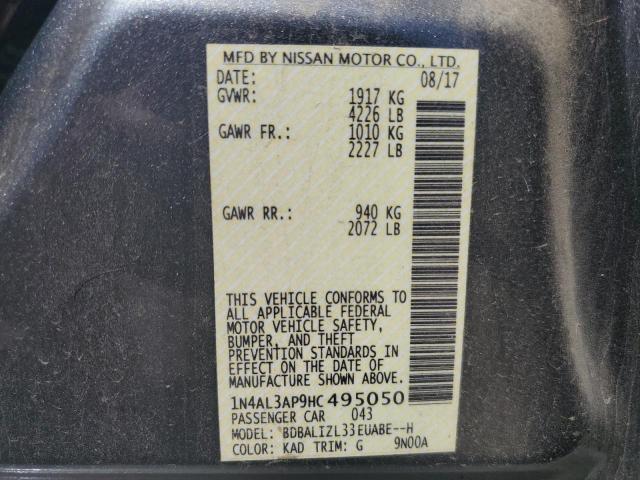 MFD BY NISSAN MOTOR CO., LTD.
DATE: 08/17
GVWR: 1917 KG
4226 LB
GAWR FR.: 1010 KG
2227 LB
GAWR RR.: 940 KG
2072 LB
THIS VEHICLE CONFORMS TO
ALL APPLICABLE FEDERAL
MOTOR VEHICLE SAFETY,
BUMPER, AND THEFT
PREVENTION STANDARDS IN
EFFECT ON THE DATE OF
MANUFACTURE SHOWN ABOVE.
1N4AL3AP9HC495050
PASSENGER CAR 043
MODEL: BDBALIZL33EUABE--H
COLOR: KAD TRIM: G 9N00A